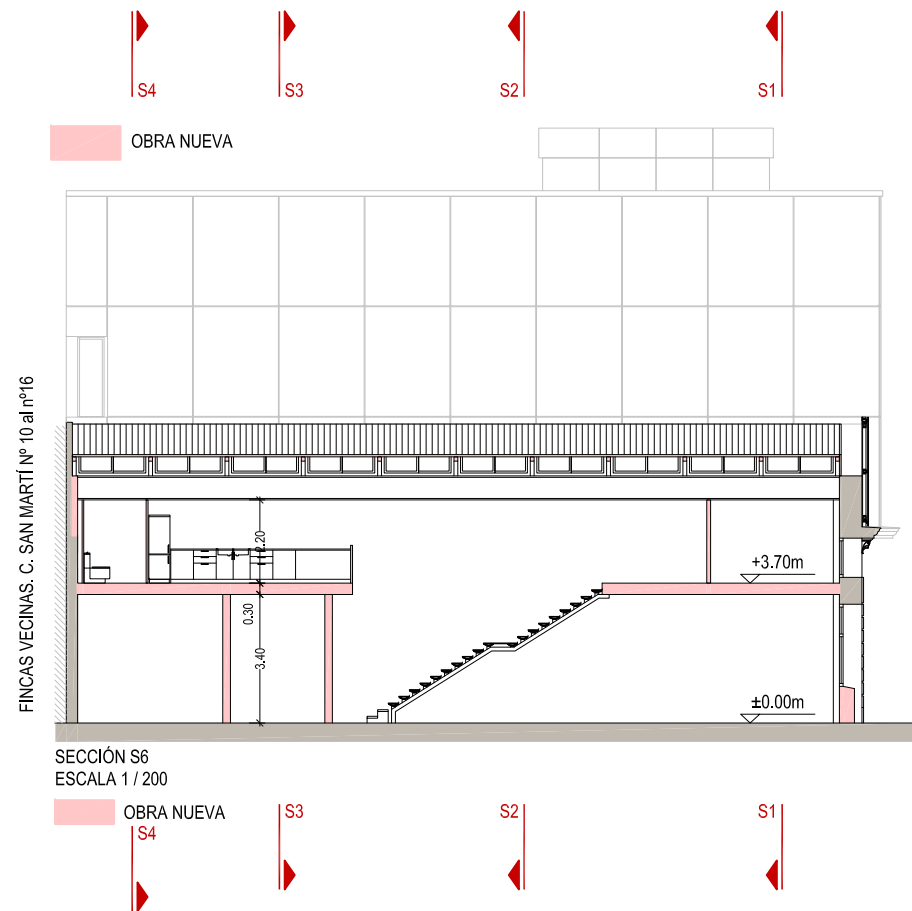 S4
S3
S2
S1
OBRA NUEVA
FINCAS VECINAS. C. SAN MARTÍ Nº 10 al nº16
2.20
+3.70m
0.30
3.40
±0.00m
SECCIÓN S6
ESCALA 1 / 200
OBRA NUEVA
S4
S3
S2
S1